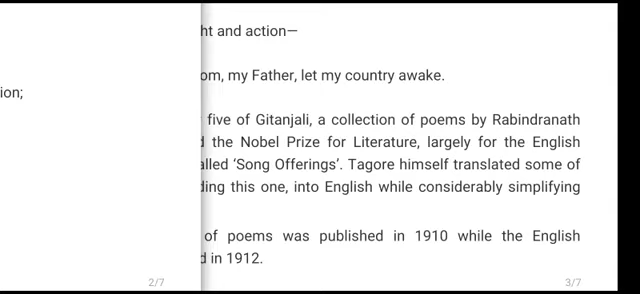 ion;
2/7
ht and action—
om, my Father, let my country awake.
five of Gitanjali, a collection of poems by Rabindranath
d the Nobel Prize for Literature, largely for the English
alled ‘Song Offerings’. Tagore himself translated some of
ding this one, into English while considerably simplifying
of poems was published in 1910 while the English
d in 1912.
3/7